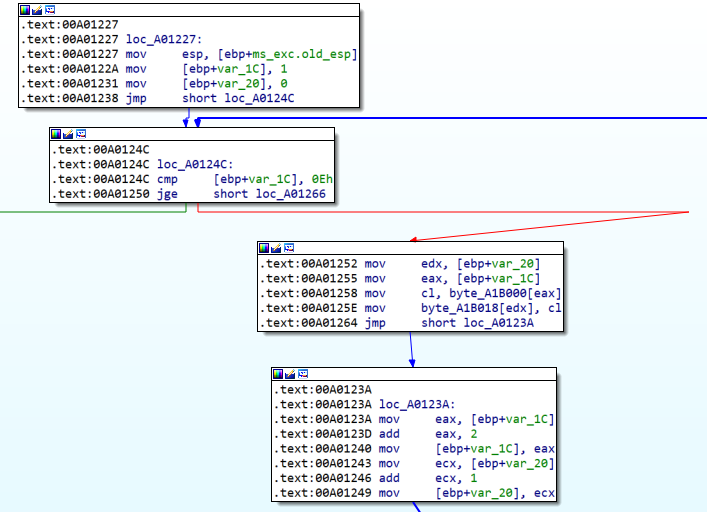 .text:00A01227
.text:00A01227 loc_A01227:
.text:00A01227 mov     esp, [ebp+ms_exc.old_esp]
.text:00A0122A mov     [ebp+var_1C], 1
.text:00A01231 mov     [ebp+var_20], 0
.text:00A01238 jmp     short loc_A0124C
.text:00A0124C
.text:00A0124C loc_A0124C:
.text:00A0124C cmp     [ebp+var_1C], 0Eh
.text:00A01250 jge     short loc_A01266
.text:00A01252 mov     edx, [ebp+var_20]
.text:00A01255 mov     eax, [ebp+var_1C]
.text:00A01258 mov     cl, byte_A1B000[eax]
.text:00A0125E mov     byte_A1B018[edx], cl
.text:00A01264 jmp     short loc_A0123A
.text:00A0123A
.text:00A0123A loc_A0123A:
.text:00A0123A mov     eax, [ebp+var_1C]
.text:00A0123D add     eax, 2
.text:00A01240 mov     [ebp+var_1C], eax
.text:00A01243 mov     ecx, [ebp+var_20]
.text:00A01246 add     ecx, 1
.text:00A01249 mov     [ebp+var_20], ecx